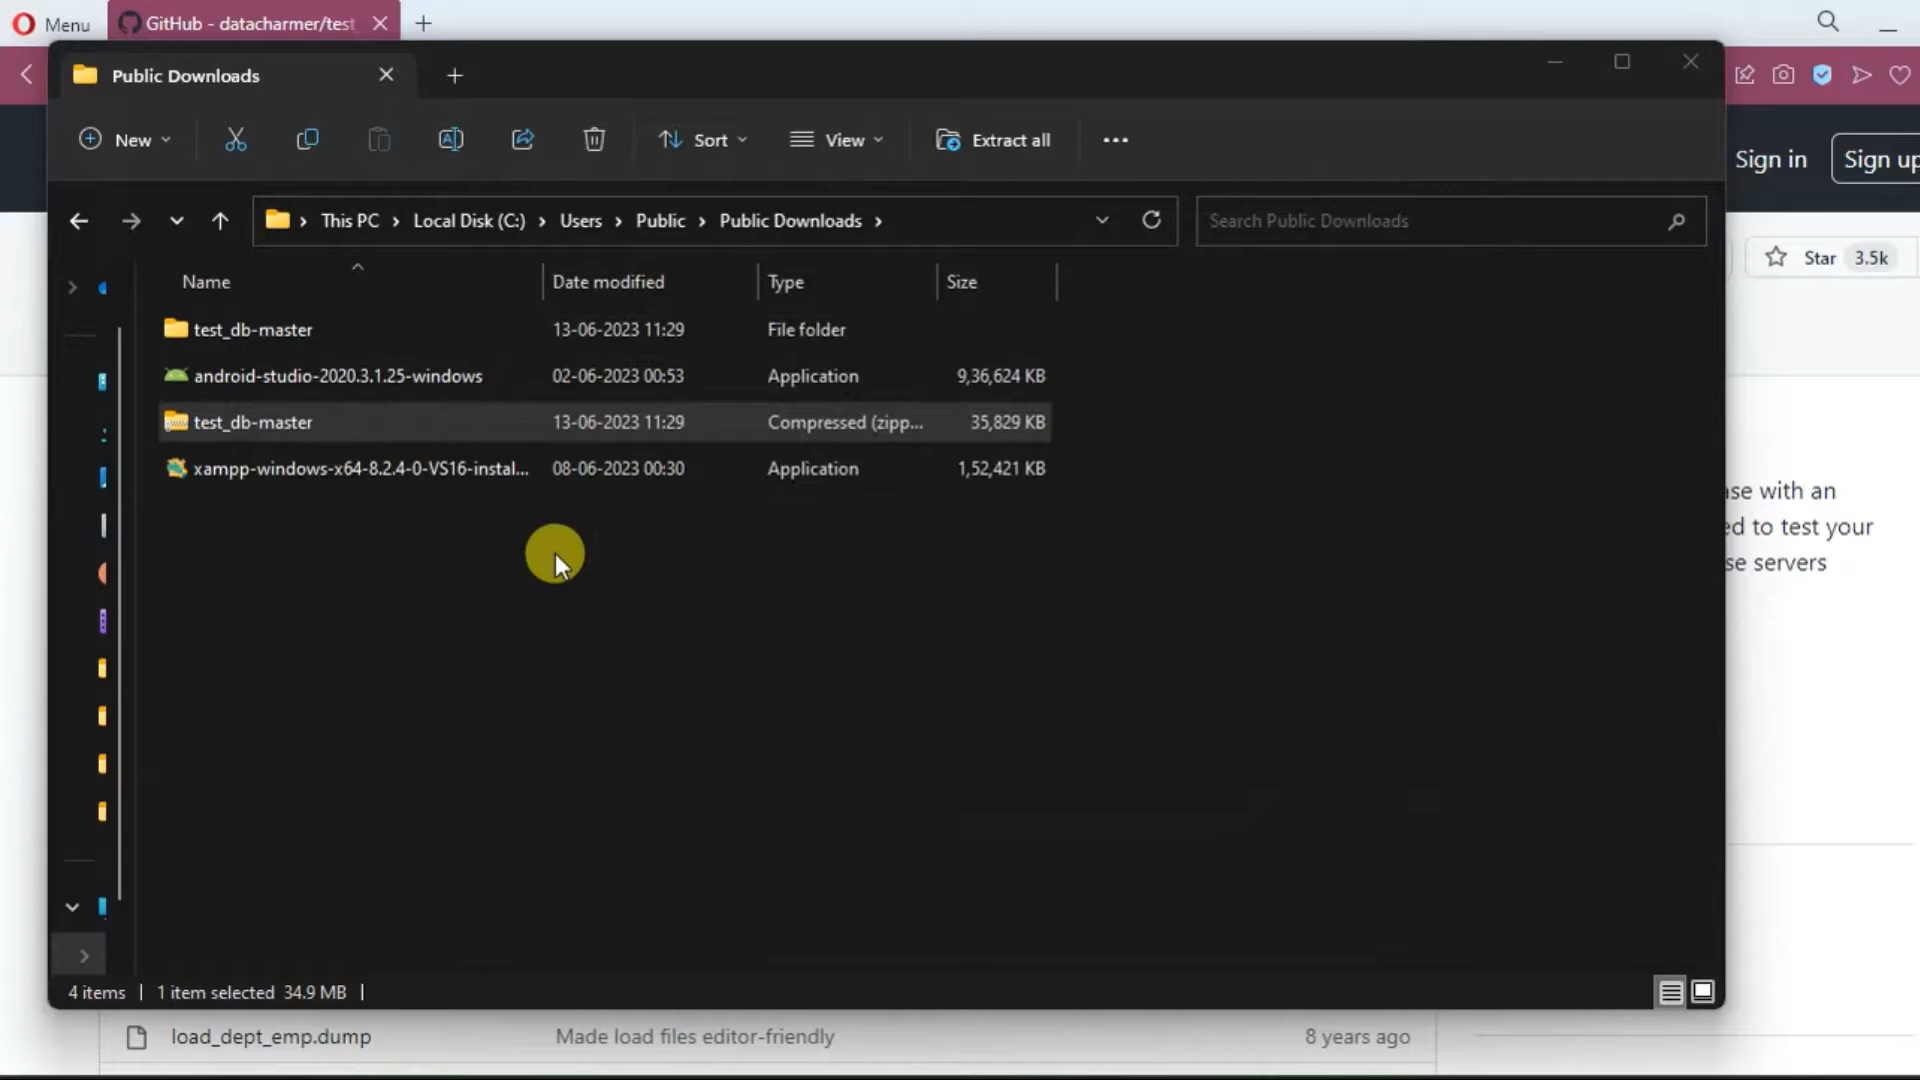 Menu
GitHub - datacharmer/test
Public Downloads
New
Sort
View
Extract all
Sign in
Sign up
This PC
Local Disk (C:)
Users
Public
Public Downloads
Search Public Downloads
Star 3.5k
Name Date modified Type Size
test_db-master 13-06-2023 11:29 File folder
android-studio-2020.3.1.25-windows 02-06-2023 00:53 Application 9,36,624 KB
test_db-master 13-06-2023 11:29 Compressed (zipp... 35,829 KB
xampp-windows-x64-8.2.4-0-VS16-instal... 08-06-2023 00:30 Application 1,52,421 KB
ase with an
ed to test your
se servers
4 items | 1 item selected 34.9 MB |
load_dept_emp.dump Made load files editor-friendly 8 years ago